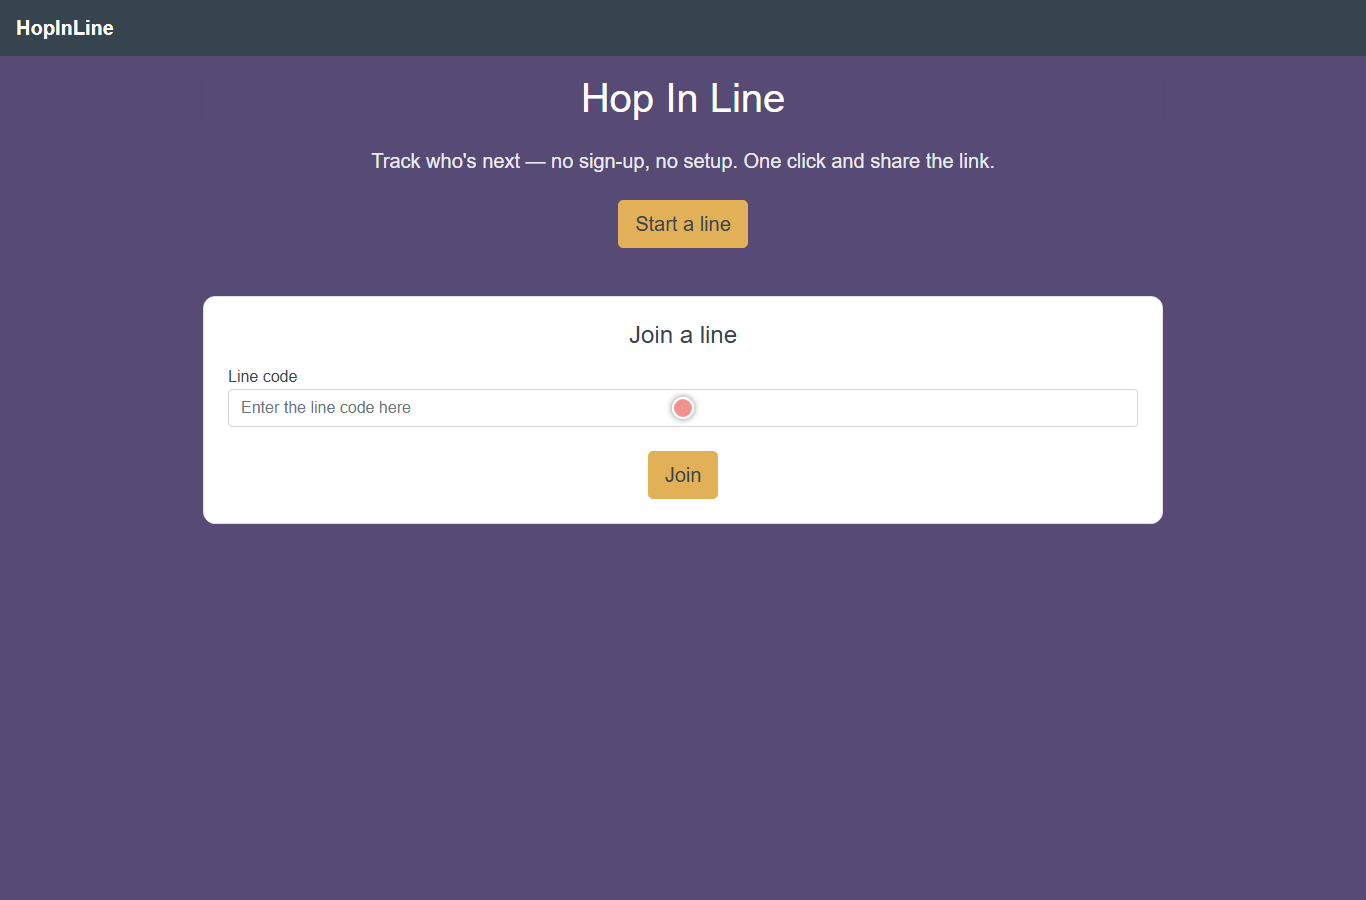 HopInLine
Hop In Line
Track who's next — no sign-up, no setup. One click and share the link.
Start a line
Join a line
Line code
Enter the line code here
Join